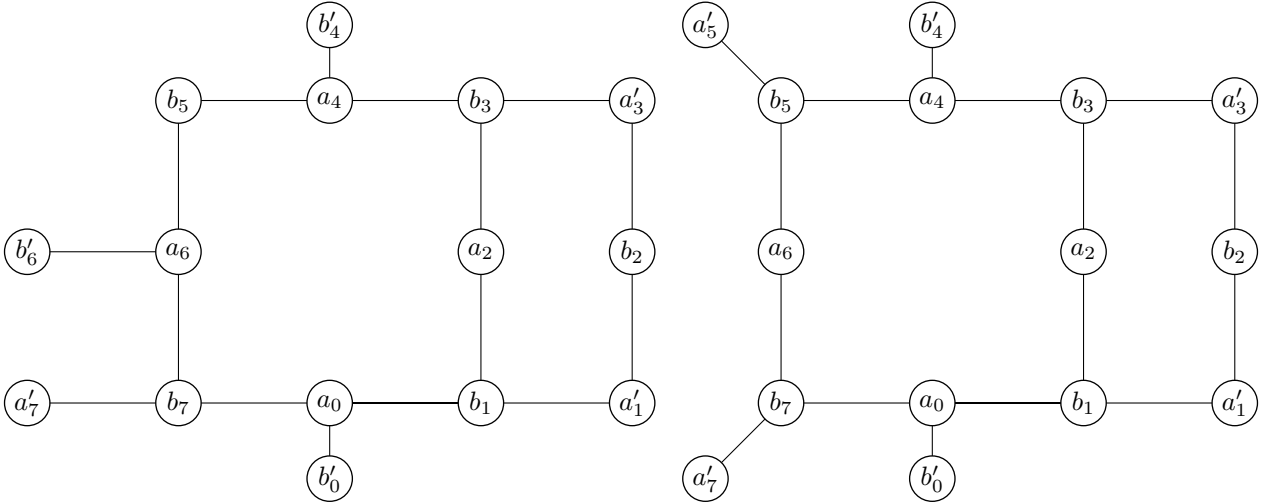 b′₄ a′₅ b′₄
b₅ a₄ b₃ a′₃ b₅ a₄ b₃ a′₃
b′₆ a₆ a₂ b₂ a₆ a₂ b₂
a′₇ b₇ a₀ b₁ a′₁ b₇ a₀ b₁ a′₁
b′₀ a′₇ b′₀